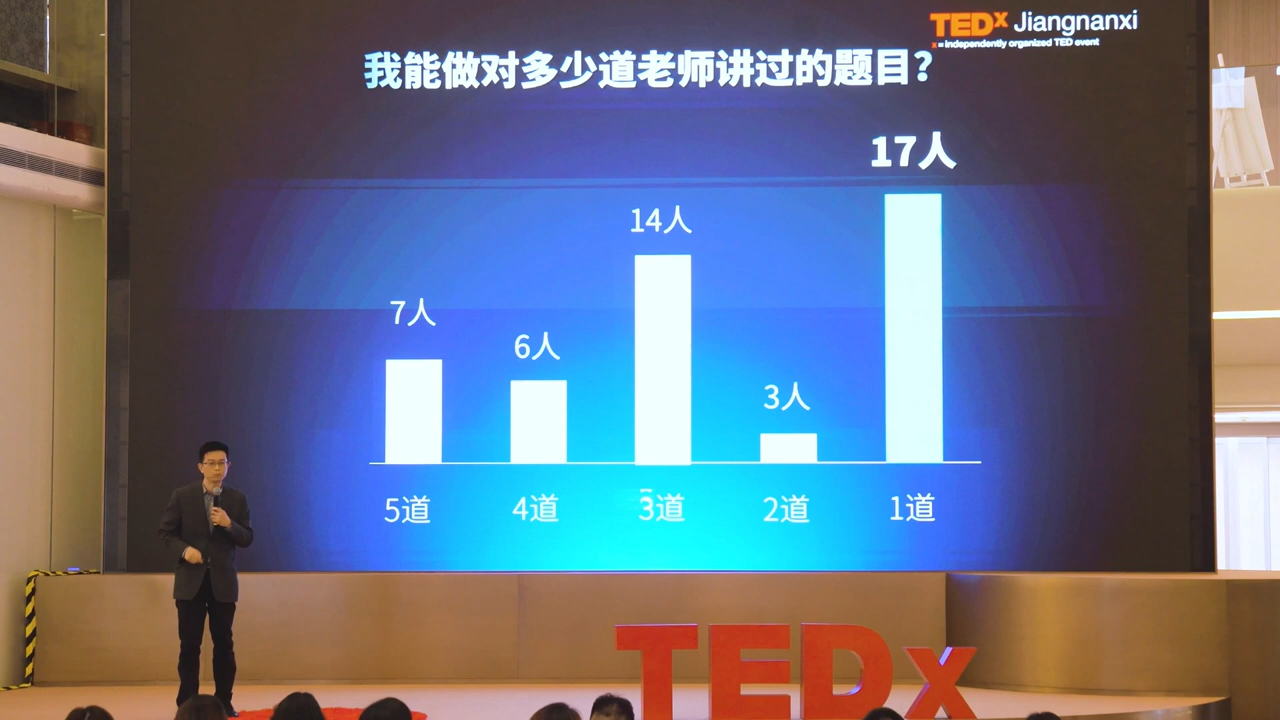 TEDx Jiangnanxi
x = independently organized TED event
我能做对多少道老师讲过的题目?
17人
14人
7人
6人
3人
5道
4道
3道
2道
1道
TEDx